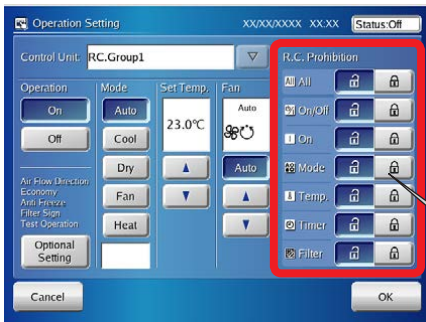 Operation Setting
XX/XX/XXXX XX:XX
Status:Off
Control Unit:
RC.Group1
R.C. Prohibition
All All
Operation
Mode
Set Temp.
Fan
On
Auto
23.0°C
Auto
On/Off
Off
Cool
On
Dry
Auto
Mode
Air Flow Direction
Economy
Anti Freeze
Filter Sign
Test Operation
Fan
Temp.
Heat
Timer
Optional
Setting
Filter
Cancel
OK